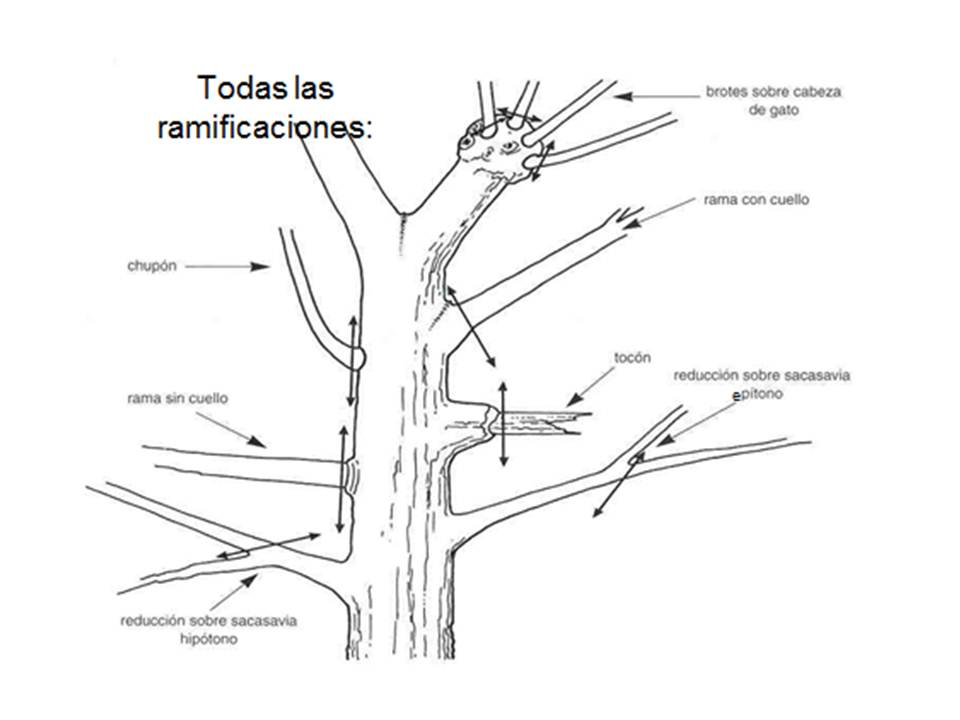 Todas las
ramificaciones:
brotes sobre cabeza
de gato
rama con cuello
chupón
tocón
reducción sobre sacasavia
epítono
rama sin cuello
reducción sobre sacasavia
hipótono